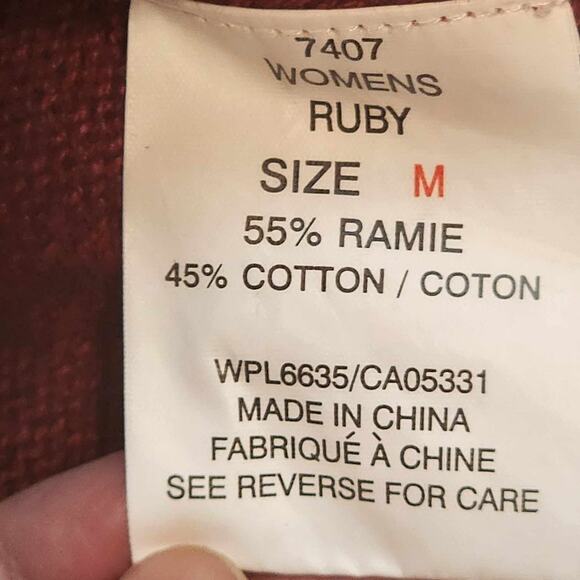 7407
WOMENS
RUBY
SIZE M
55% RAMIE
45% COTTON / COTON
WPL6635/CA05331
MADE IN CHINA
FABRIQUÉ À CHINE
SEE REVERSE FOR CARE